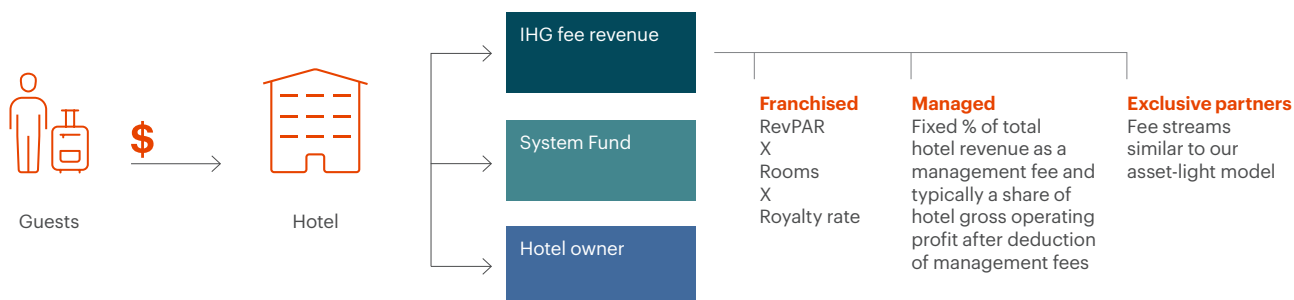 $
Guests
Hotel
IHG fee revenue
System Fund
Hotel owner
Franchised
RevPAR
X
Rooms
X
Royalty rate
Managed
Fixed % of total
hotel revenue as a
management fee and
typically a share of
hotel gross operating
profit after deduction
of management fees
Exclusive partners
Fee streams
similar to our
asset-light model